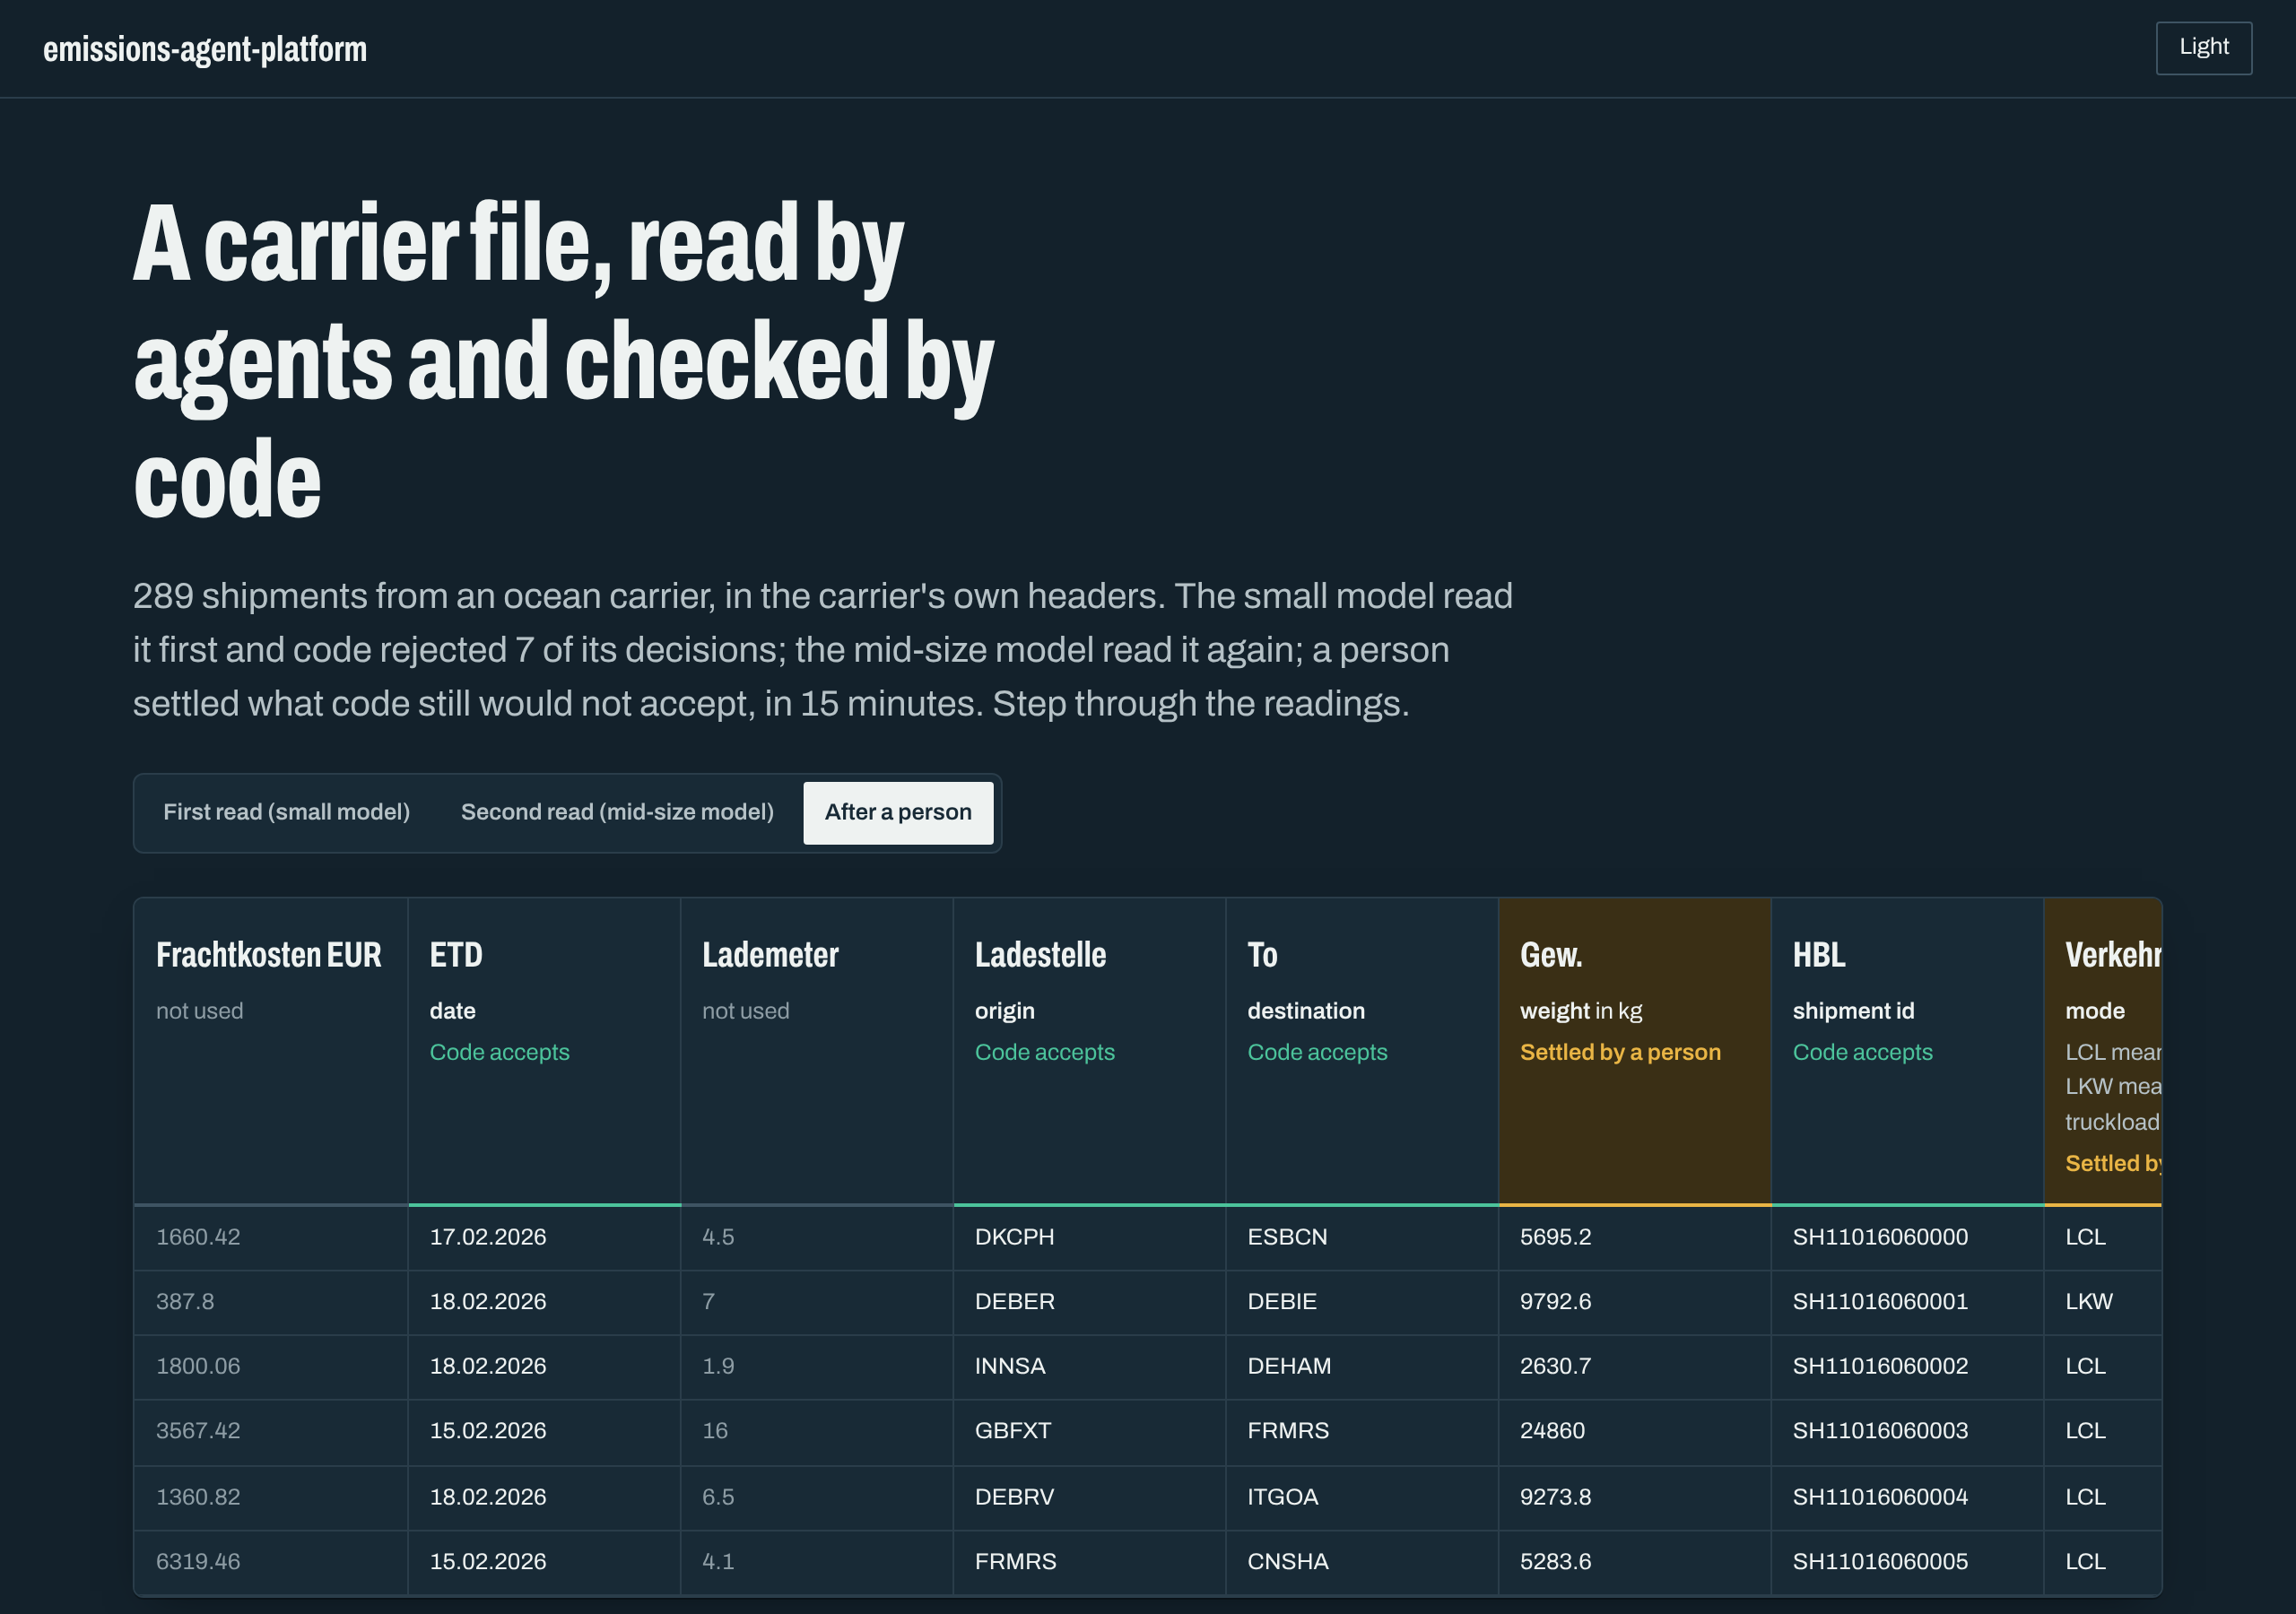 emissions-agent-platform
Light
A carrier file, read by
agents and checked by
code
289 shipments from an ocean carrier, in the carrier's own headers. The small model read
it first and code rejected 7 of its decisions; the mid-size model read it again; a person
settled what code still would not accept, in 15 minutes. Step through the readings.
First read (small model) Second read (mid-size model) After a person
Frachtkosten EUR ETD Lademeter Ladestelle To Gew. HBL Verkehr
not used date not used origin destination weight in kg shipment id mode
Code accepts Code accepts Code accepts Settled by a person Code accepts LCL
LKW
truckload
Settled
1660.42 17.02.2026 4.5 DKCPH ESBCN 5695.2 SH11016060000 LCL
387.8 18.02.2026 7 DEBER DEBIE 9792.6 SH11016060001 LKW
1800.06 18.02.2026 1.9 INNSA DEHAM 2630.7 SH11016060002 LCL
3567.42 15.02.2026 16 GBFXT FRMRS 24860 SH11016060003 LCL
1360.82 18.02.2026 6.5 DEBRV ITGOA 9273.8 SH11016060004 LCL
6319.46 15.02.2026 4.1 FRMRS CNSHA 5283.6 SH11016060005 LCL